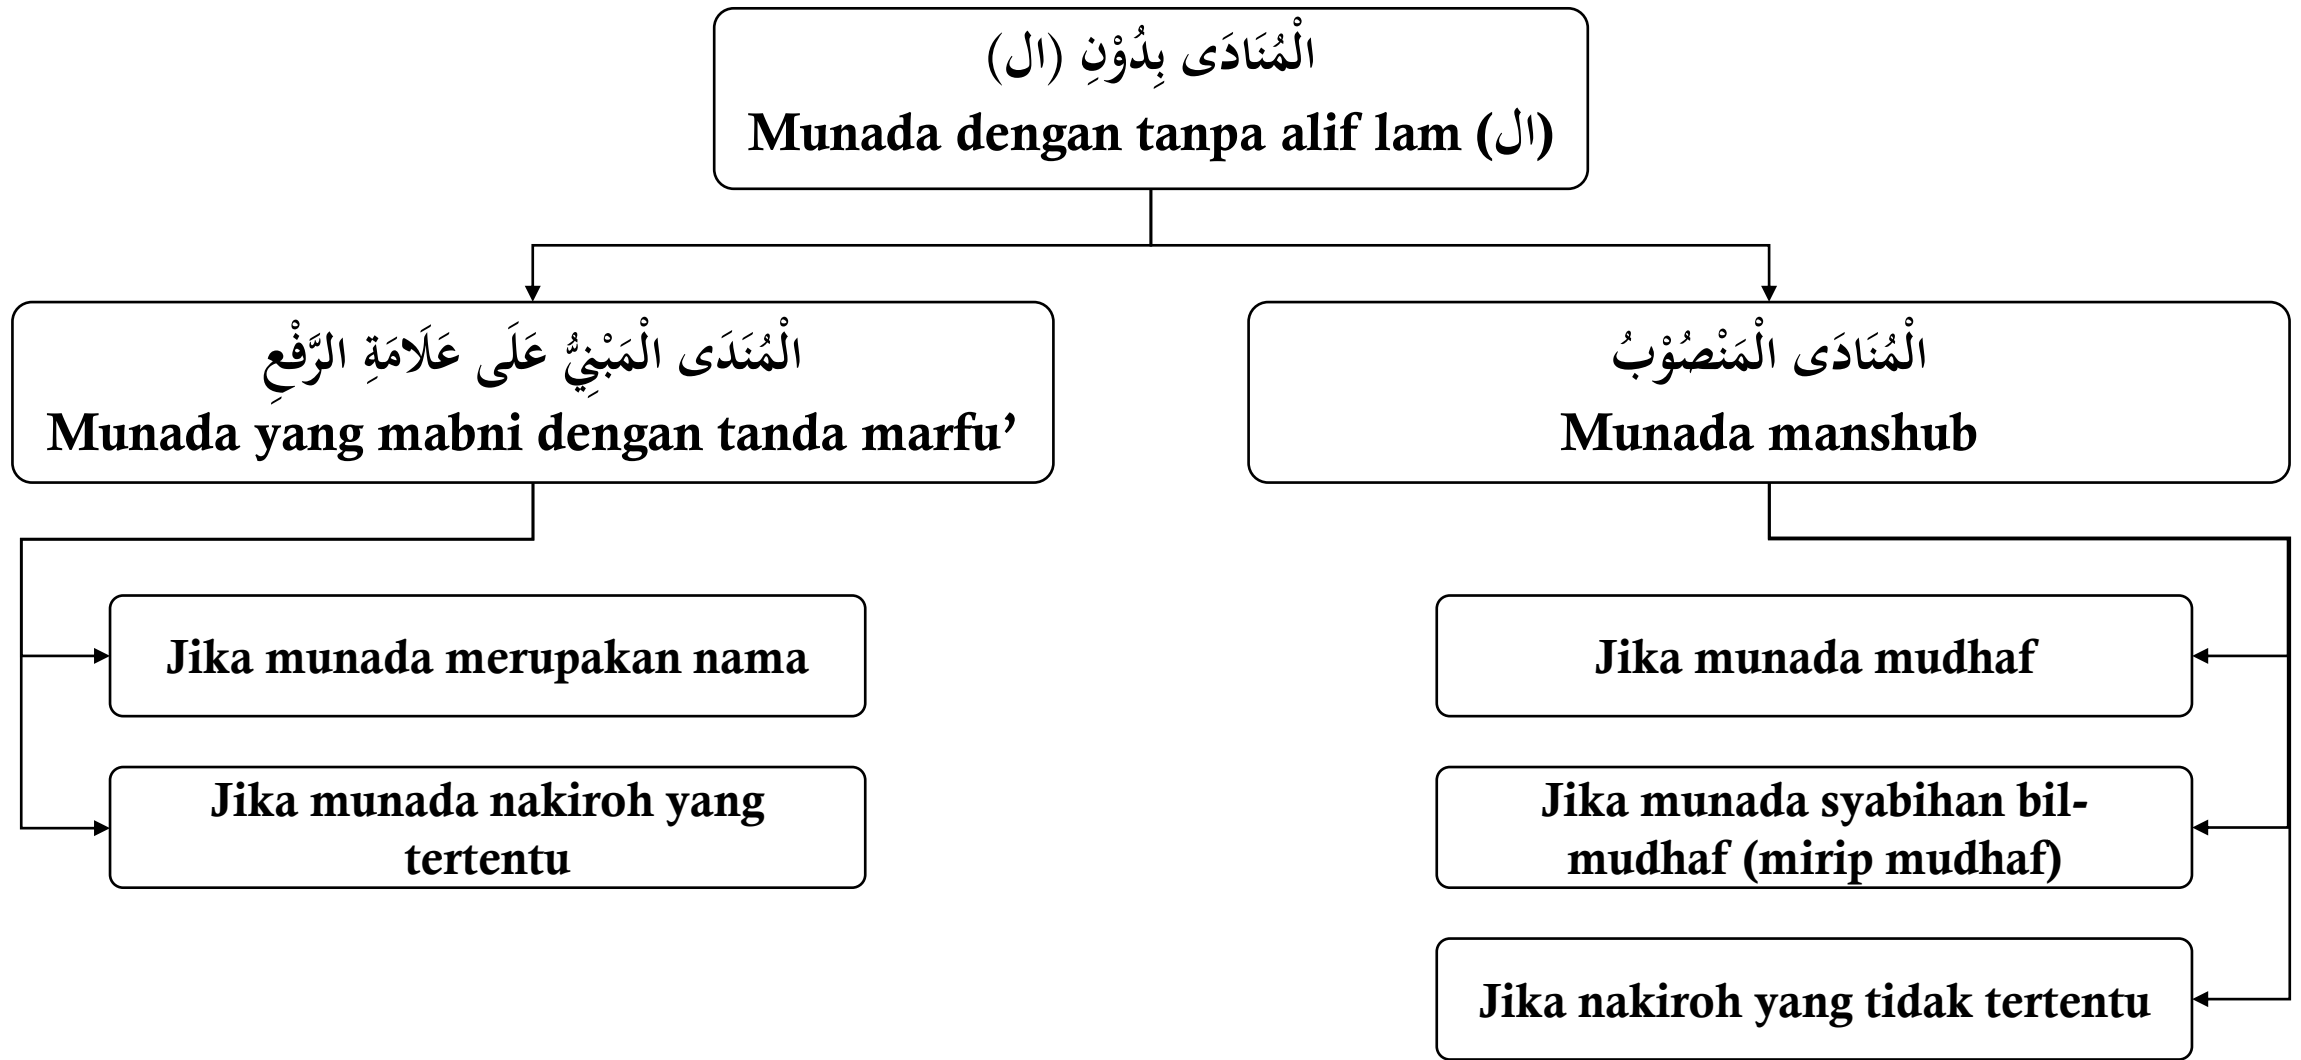 الْمُنَادَى بِدُوْنِ (ال)
Munada dengan tanpa alif lam (ال)
الْمُنَدَى الْمَبْنِيُّ عَلَى عَلَامَةِ الرَّفْعِ
Munada yang mabni dengan tanda marfu’
الْمُنَادَى الْمَنْصُوْبُ
Munada manshub
Jika munada merupakan nama
Jika munada nakiroh yang
tertentu
Jika munada mudhaf
Jika munada syabihan bil-
mudhaf (mirip mudhaf)
Jika nakiroh yang tidak tertentu